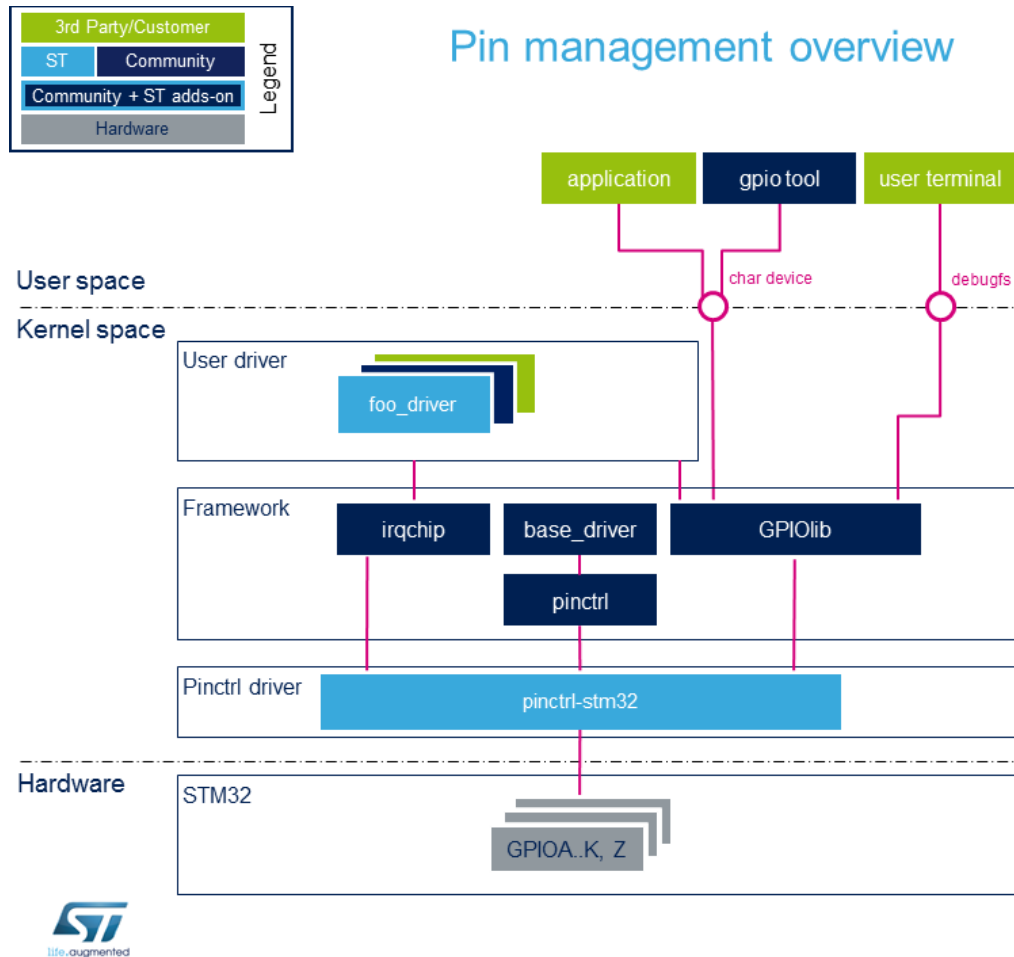 3rd Party/Customer
ST
Community
Community + ST adds-on
Hardware
Legend
Pin management overview
application
gpio tool
user terminal
char device
debugfs
User space
Kernel space
User driver
foo_driver
Framework
irqchip
base_driver
GPIOlib
pinctrl
Pinctrl driver
pinctrl-stm32
Hardware
STM32
GPIOA..K, Z
ST
life.augmented